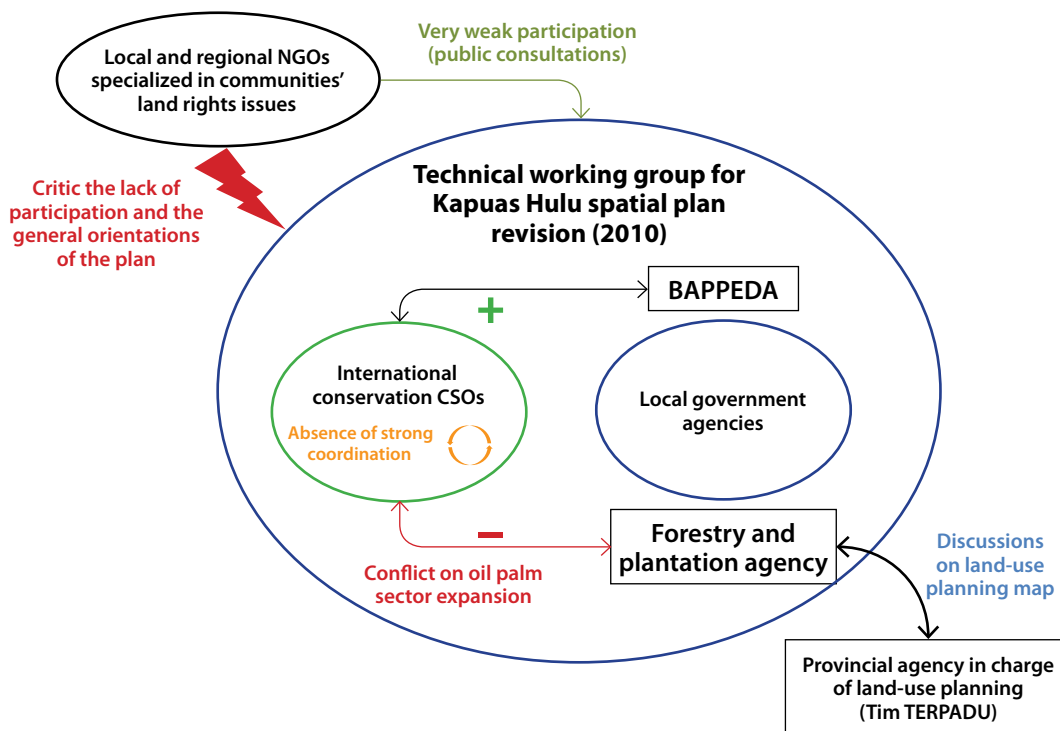 Local and regional NGOs
specialized in communities'
land rights issues
Very weak participation
(public consultations)
Critic the lack of
participation and the
general orientations
of the plan
Technical working group for
Kapuas Hulu spatial plan
revision (2010)
BAPPEDA
+
International
conservation CSOs
Absence of strong
coordination
Local government
agencies
–
Conflict on oil palm
sector expansion
Forestry and
plantation agency
Discussions
on land-use
planning map
Provincial agency in charge
of land-use planning
(Tim TERPADU)